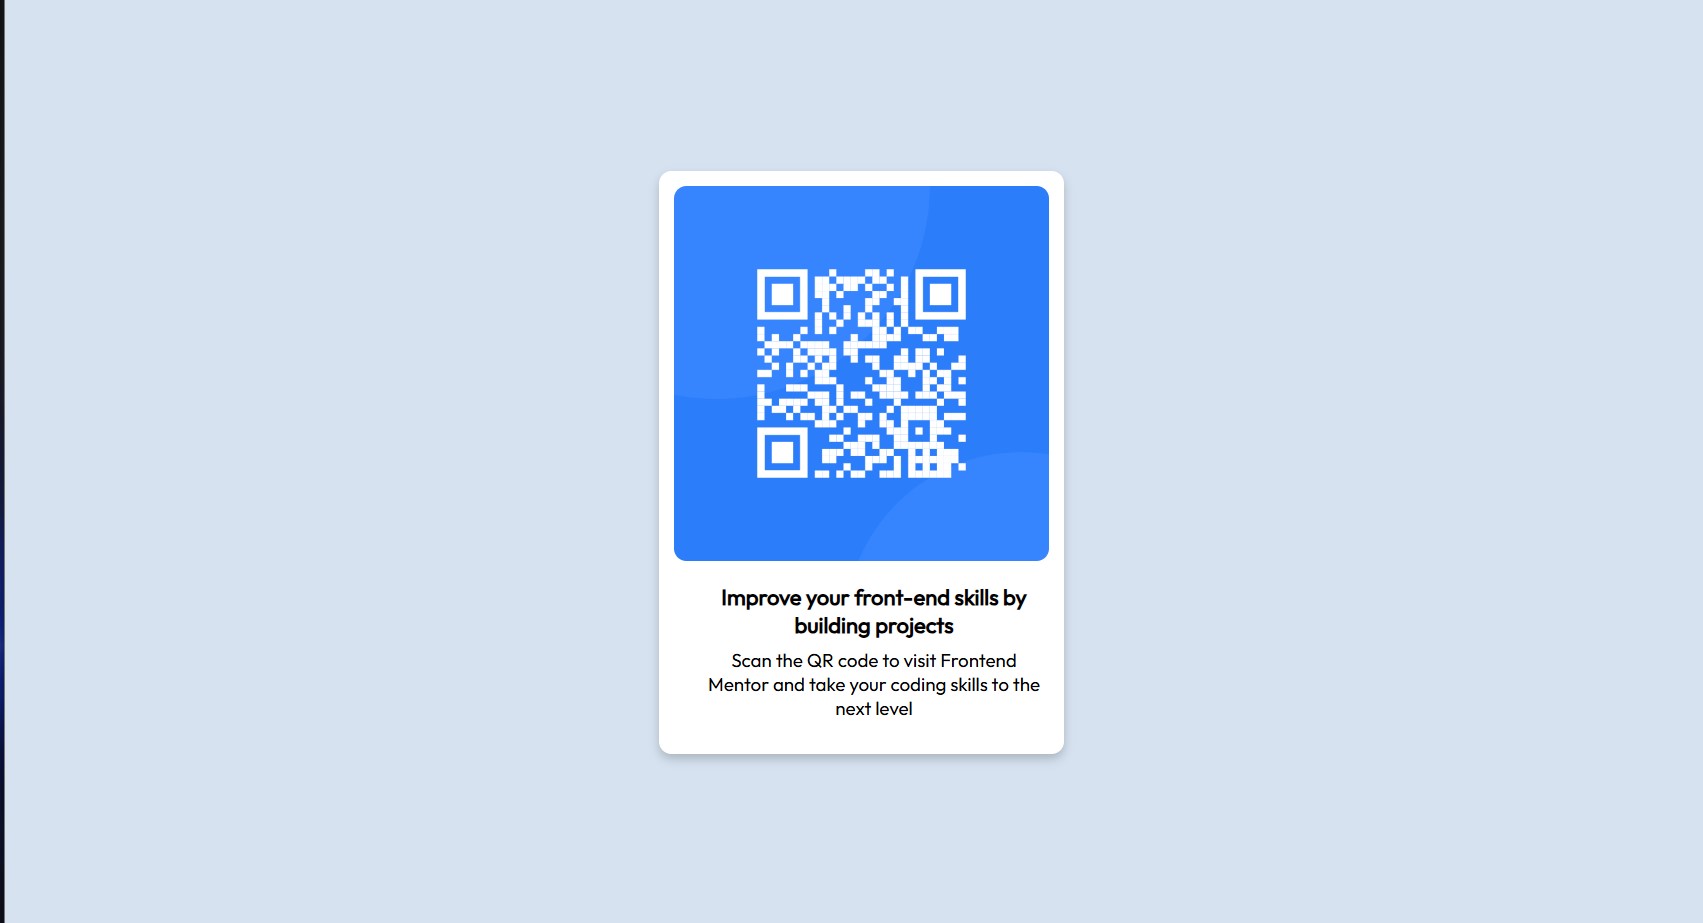 Improve your front-end skills by
building projects
Scan the QR code to visit Frontend
Mentor and take your coding skills to the
next level